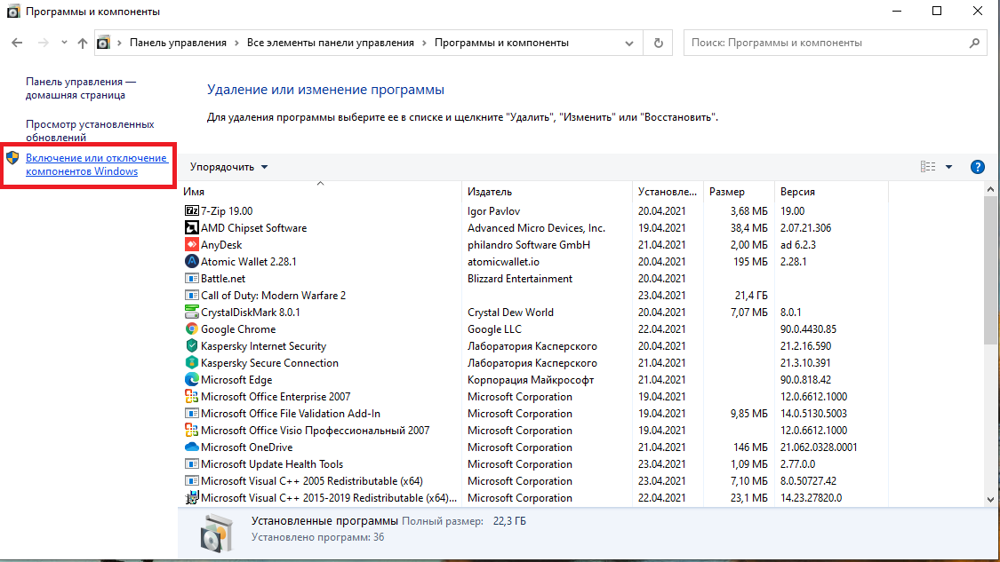 Программы и компоненты
Панель управления › Все элементы панели управления › Программы и компоненты
Поиск: Программы и компоненты
Панель управления —
домашняя страница
Просмотр установленных
обновлений
Включение или отключение
компонентов Windows
Удаление или изменение программы
Для удаления программы выберите ее в списке и щелкните "Удалить", "Изменить" или "Восстановить".
Упорядочить
Имя Издатель Установле... Размер Версия
7-Zip 19.00 Igor Pavlov 20.04.2021 3,68 МБ 19.00
AMD Chipset Software Advanced Micro Devices, Inc. 19.04.2021 38,4 МБ 2.07.21.306
AnyDesk philandro Software GmbH 21.04.2021 2,00 МБ ad 6.2.3
Atomic Wallet 2.28.1 atomicwallet.io 20.04.2021 195 МБ 2.28.1
Battle.net Blizzard Entertainment 20.04.2021
Call of Duty: Modern Warfare 2 23.04.2021 21,4 ГБ
CrystalDiskMark 8.0.1 Crystal Dew World 20.04.2021 7,07 МБ 8.0.1
Google Chrome Google LLC 22.04.2021 90.0.4430.85
Kaspersky Internet Security Лаборатория Касперского 20.04.2021 21.2.16.590
Kaspersky Secure Connection Лаборатория Касперского 21.04.2021 21.3.10.391
Microsoft Edge Корпорация Майкрософт 21.04.2021 90.0.818.42
Microsoft Office Enterprise 2007 Microsoft Corporation 19.04.2021 12.0.6612.1000
Microsoft Office File Validation Add-In Microsoft Corporation 19.04.2021 9,85 МБ 14.0.5130.5003
Microsoft Office Visio Профессиональный 2007 Microsoft Corporation 19.04.2021 12.0.6612.1000
Microsoft OneDrive Microsoft Corporation 21.04.2021 146 МБ 21.062.0328.0001
Microsoft Update Health Tools Microsoft Corporation 23.04.2021 1,09 МБ 2.77.0.0
Microsoft Visual C++ 2005 Redistributable (x64) Microsoft Corporation 23.04.2021 7,10 МБ 8.0.50727.42
Microsoft Visual C++ 2015-2019 Redistributable (x64)... Microsoft Corporation 22.04.2021 23,1 МБ 14.23.27820.0
Установленные программы Полный размер: 22,3 ГБ
Установлено программ: 36